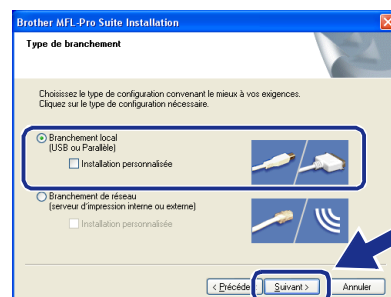 Brother MFL-Pro Suite Installation
Type de branchement
Choisissez le type de configuration convenant le mieux à vos exigences.
Cliquez sur le type de configuration nécessaire.
Branchement local
(USB ou Parallèle)
Installation personnalisée
Branchement de réseau
(serveur d'impression interne ou externe)
Installation personnalisée
< Précéde
Suivant >
Annuler